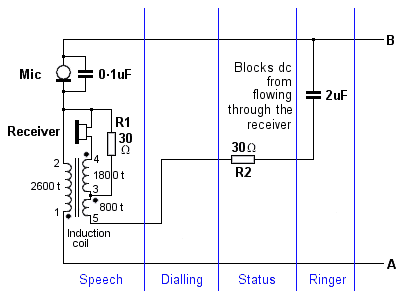 B
Mic
0·1uF
Blocks dc
from
flowing
through the
receiver
2uF
R1
30
Ω
Receiver
2
4
30Ω
R2
2600 t
1800 t
3
1
800 t
5
Induction
coil
A
Speech
Dialling
Status
Ringer